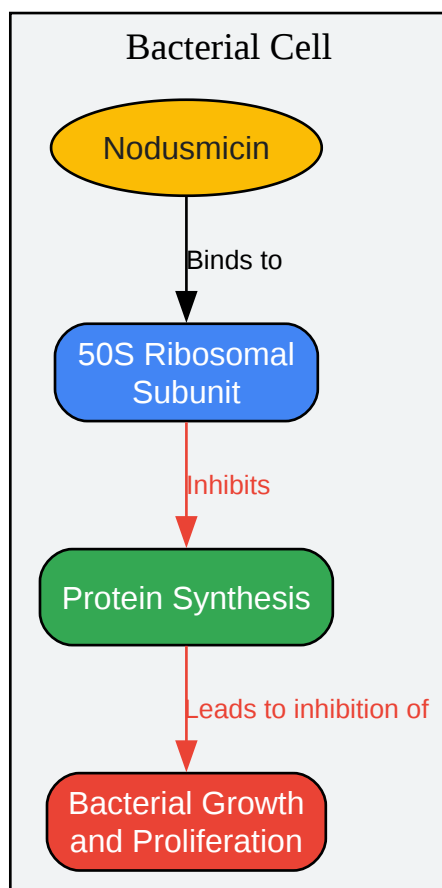 Bacterial Cell
Nodusmicin
Binds to
50S Ribosomal
Subunit
Inhibits
Protein Synthesis
Leads to inhibition of
Bacterial Growth
and Proliferation